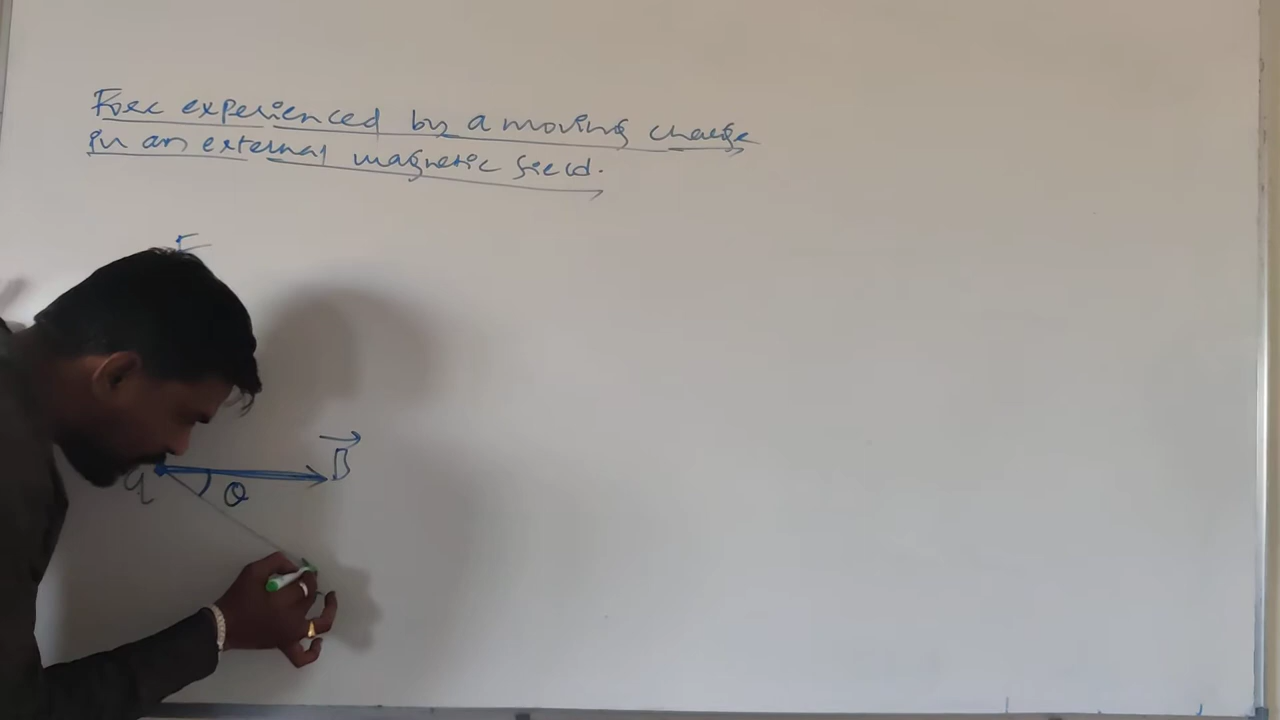 Force experienced by a moving charge
in an external magnetic field.
F
B
q θ